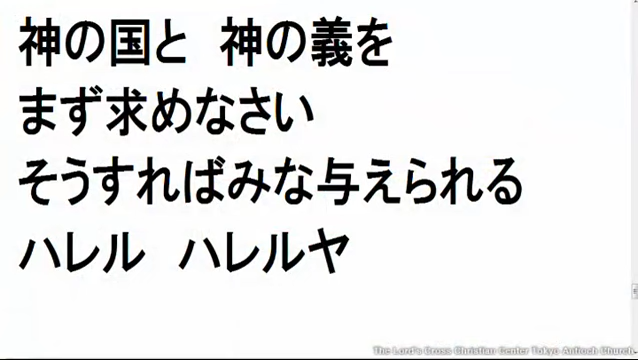 神の国と　神の義を
まず求めなさい
そうすればみな与えられる
ハレル　ハレルヤ
The Lord's Cross Christian Center Tokyo Antioch Church